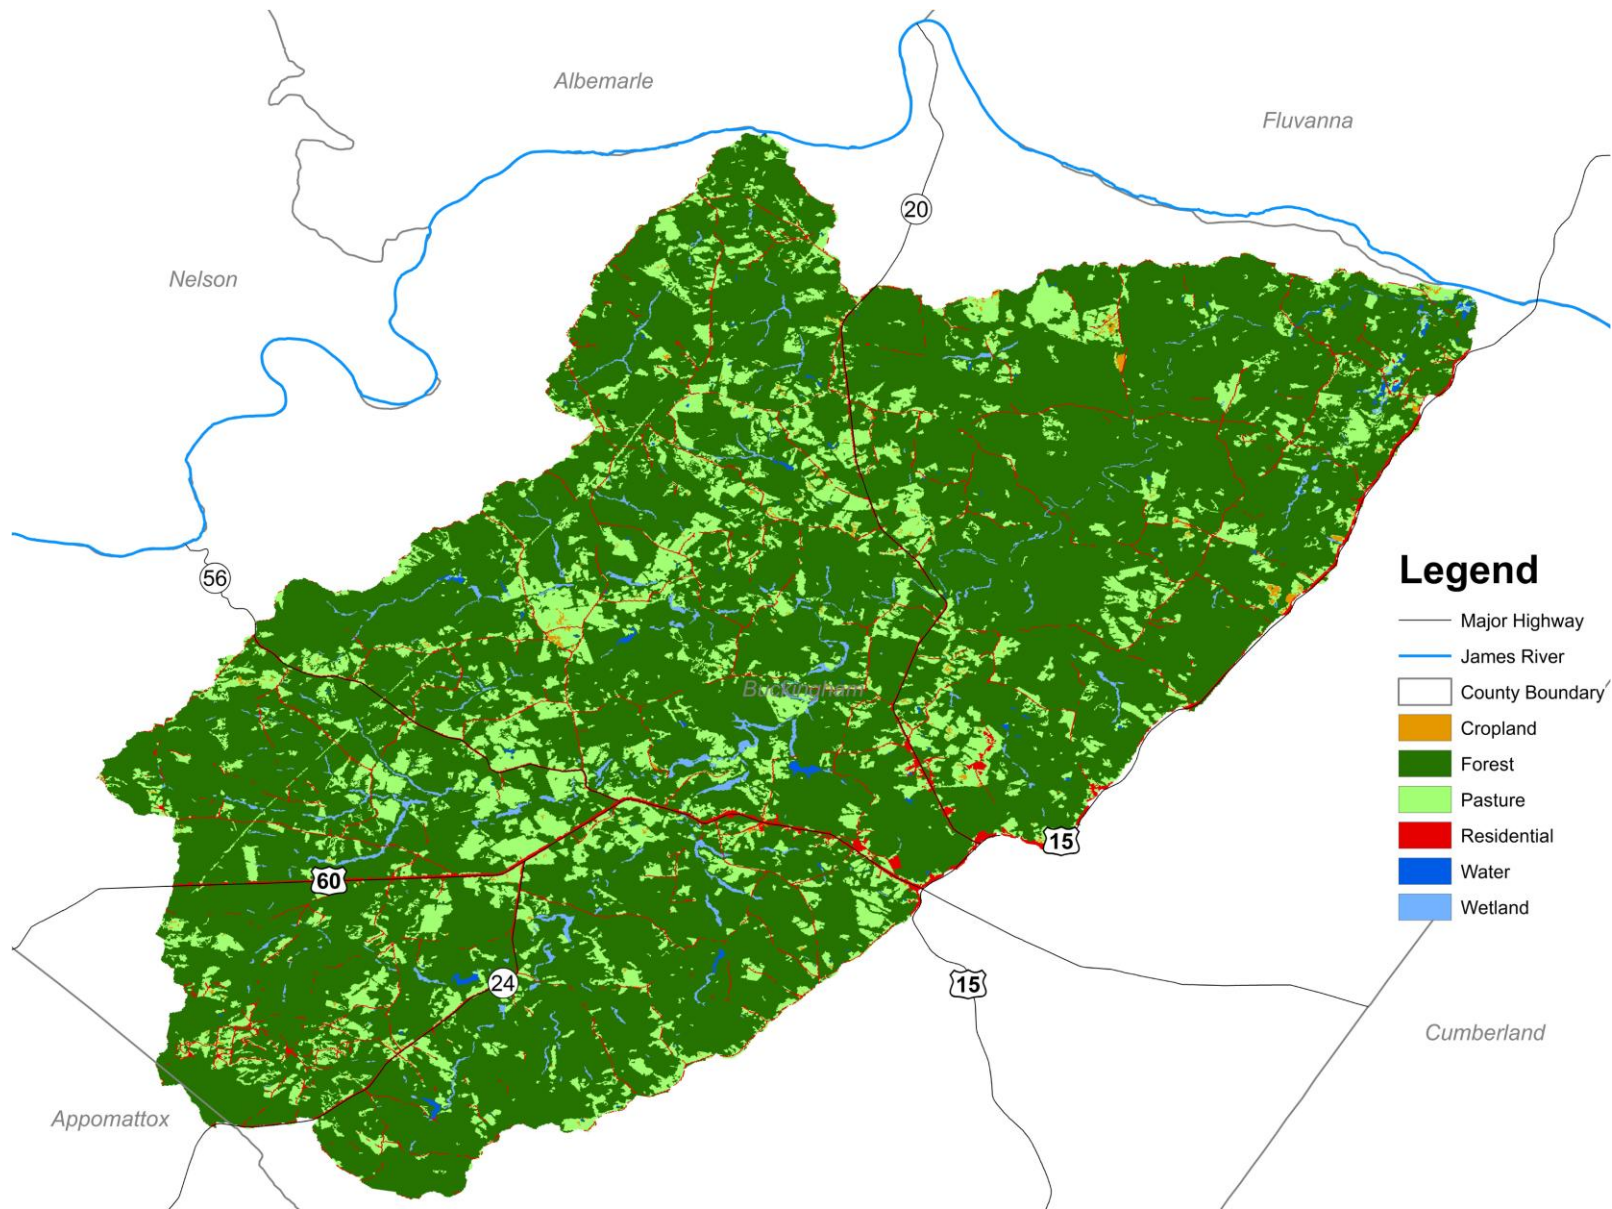 Albemarle
Fluvanna
20
Nelson
56
Legend
Major Highway
James River
County Boundary
Buckingham
Cropland
Forest
Pasture
15
Residential
60
Water
Wetland
24
15
Cumberland
Appomattox